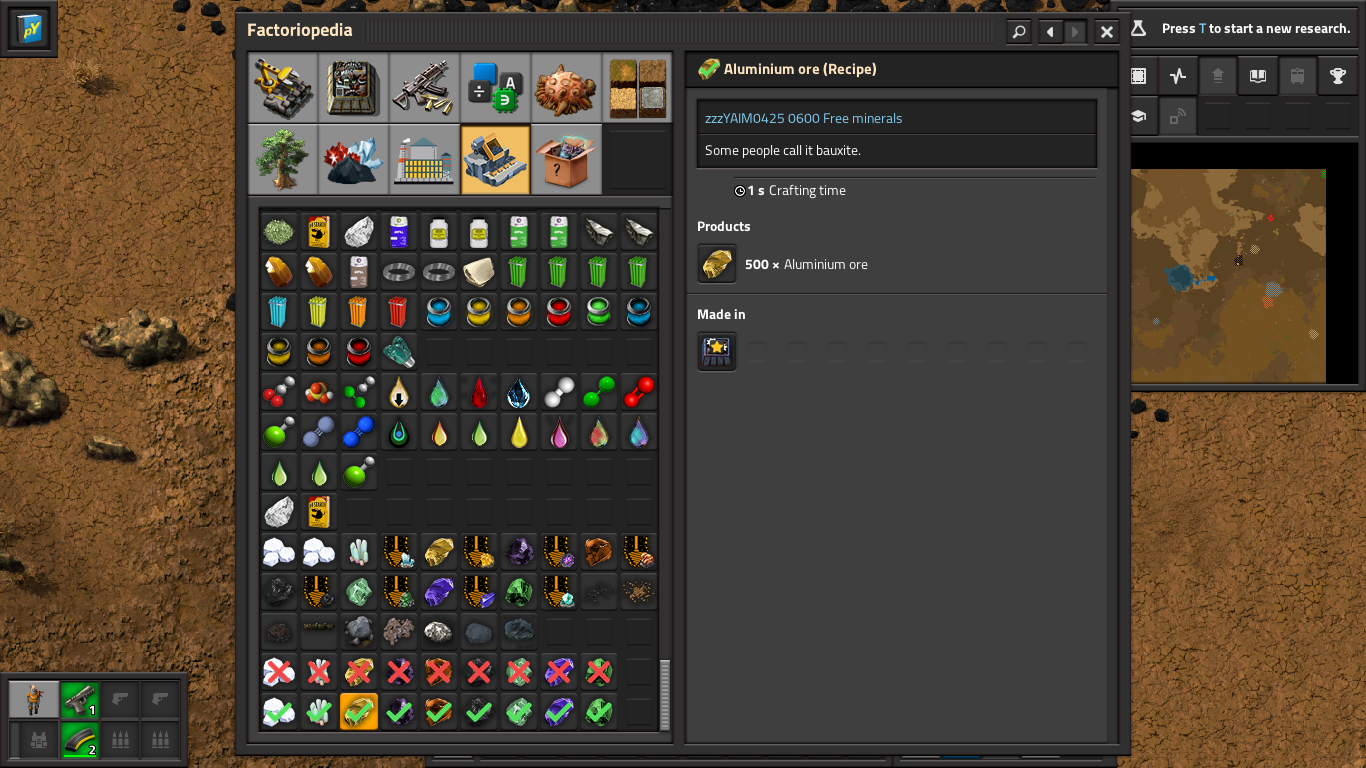 pY
Factoriopedia
Press T to start a new research.
Aluminium ore (Recipe)
zzzYAIM0425 0600 Free minerals
Some people call it bauxite.
1 s Crafting time
Products
500 × Aluminium ore
Made in
1
2